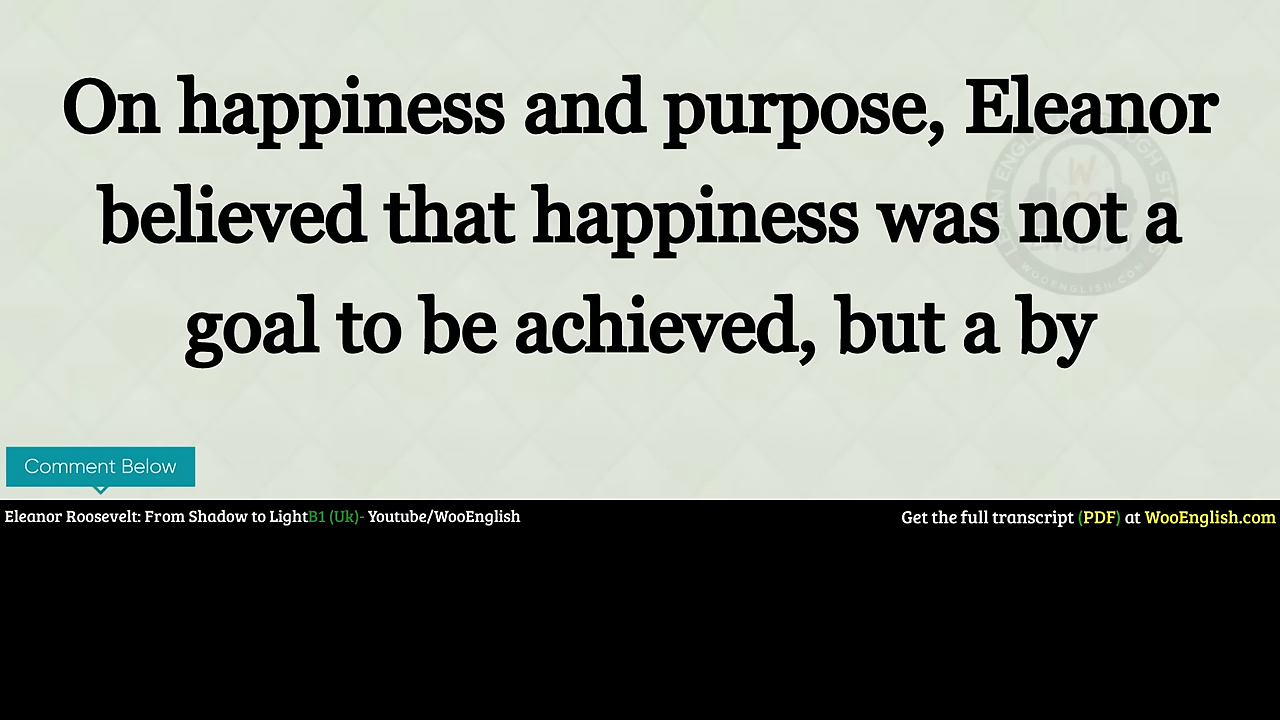 On happiness and purpose, Eleanor
believed that happiness was not a
goal to be achieved, but a by
Comment Below
Eleanor Roosevelt: From Shadow to LightB1 (Uk)- Youtube/WooEnglish
Get the full transcript (PDF) at WooEnglish.com